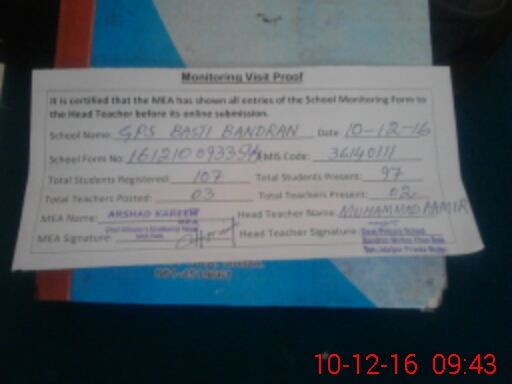 Monitoring Visit Proof
It is certified that the MEA has shown all entries of the School Monitoring Form to
the Head Teacher before its online submission.
School Name: GPS BASTI BANDRAN Date 10-12-16
School Form No: EMIS Code: 36140111
Total Students Registered: 107 Total Students Present: 97
Total Teachers Posted: 03 Total Teachers Present: 02
MEA Name: ARSHAD KAREEM Head Teacher Name: MUHAMMAD AAMIR
MEA Signature: Head Teacher Signature:
Primary School
10-12-16 09:43